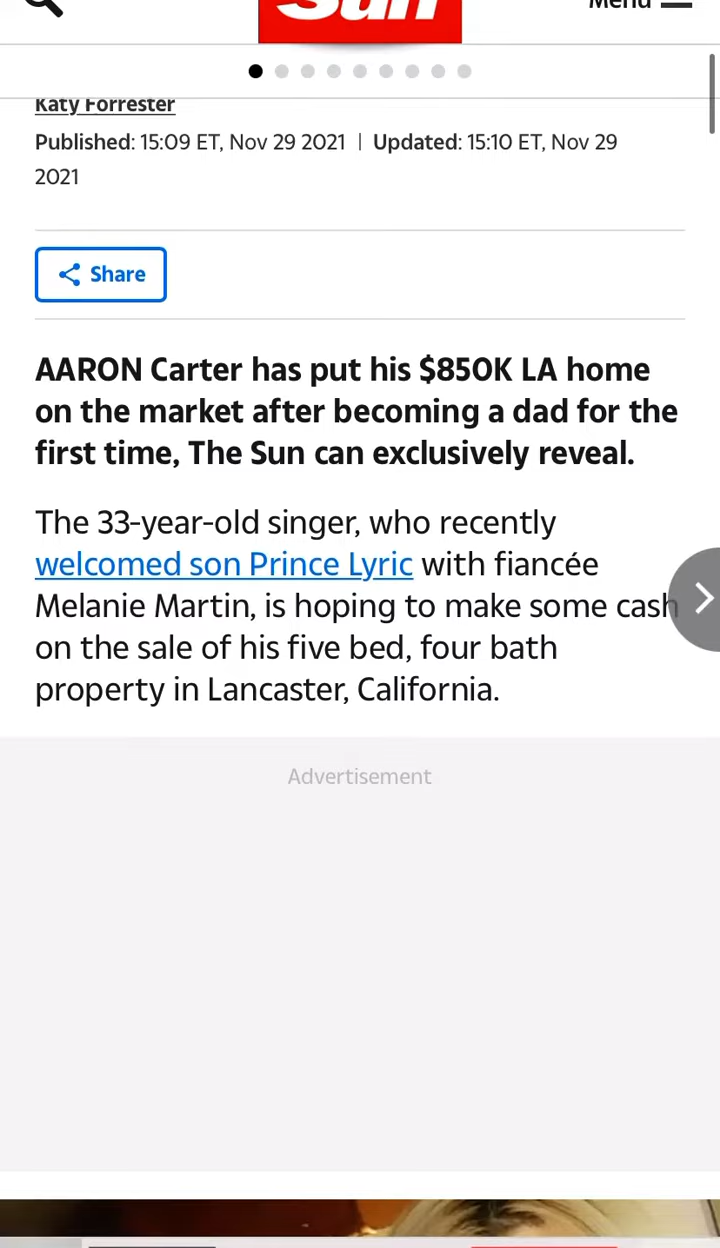 Sun
Menu
Katy Forrester
Published: 15:09 ET, Nov 29 2021 | Updated: 15:10 ET, Nov 29
2021
Share
AARON Carter has put his $850K LA home
on the market after becoming a dad for the
first time, The Sun can exclusively reveal.
The 33-year-old singer, who recently
welcomed son Prince Lyric with fiancée
Melanie Martin, is hoping to make some cash
on the sale of his five bed, four bath
property in Lancaster, California.
Advertisement